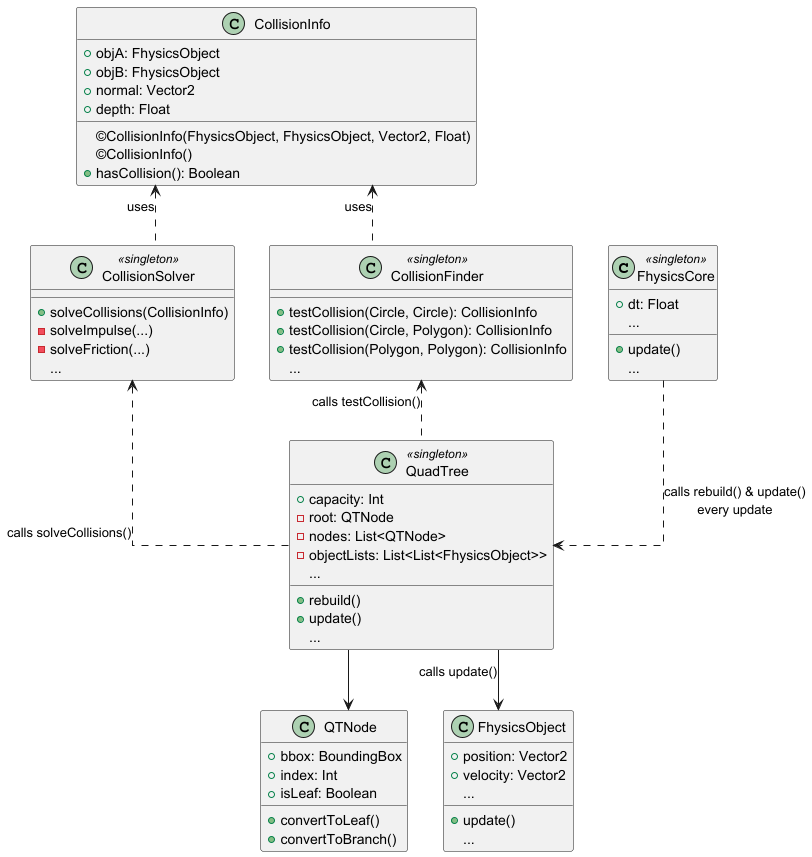 C CollisionInfo
objA: FhysicsObject
objB: FhysicsObject
normal: Vector2
depth: Float
©CollisionInfo(FhysicsObject, FhysicsObject, Vector2, Float)
©CollisionInfo()
hasCollision(): Boolean
uses
uses
«singleton»
C CollisionSolver
solveCollisions(CollisionInfo)
solveImpulse(...)
solveFriction(...)
...
«singleton»
C CollisionFinder
testCollision(Circle, Circle): CollisionInfo
testCollision(Circle, Polygon): CollisionInfo
testCollision(Polygon, Polygon): CollisionInfo
...
«singleton»
C FhysicsCore
dt: Float
...
update()
...
calls testCollision()
calls solveCollisions()
calls rebuild() & update()
every update
«singleton»
C QuadTree
capacity: Int
root: QTNode
nodes: List<QTNode>
objectLists: List<List<FhysicsObject>>
...
rebuild()
update()
...
calls update()
C QTNode
bbox: BoundingBox
index: Int
isLeaf: Boolean
convertToLeaf()
convertToBranch()
C FhysicsObject
position: Vector2
velocity: Vector2
...
update()
...